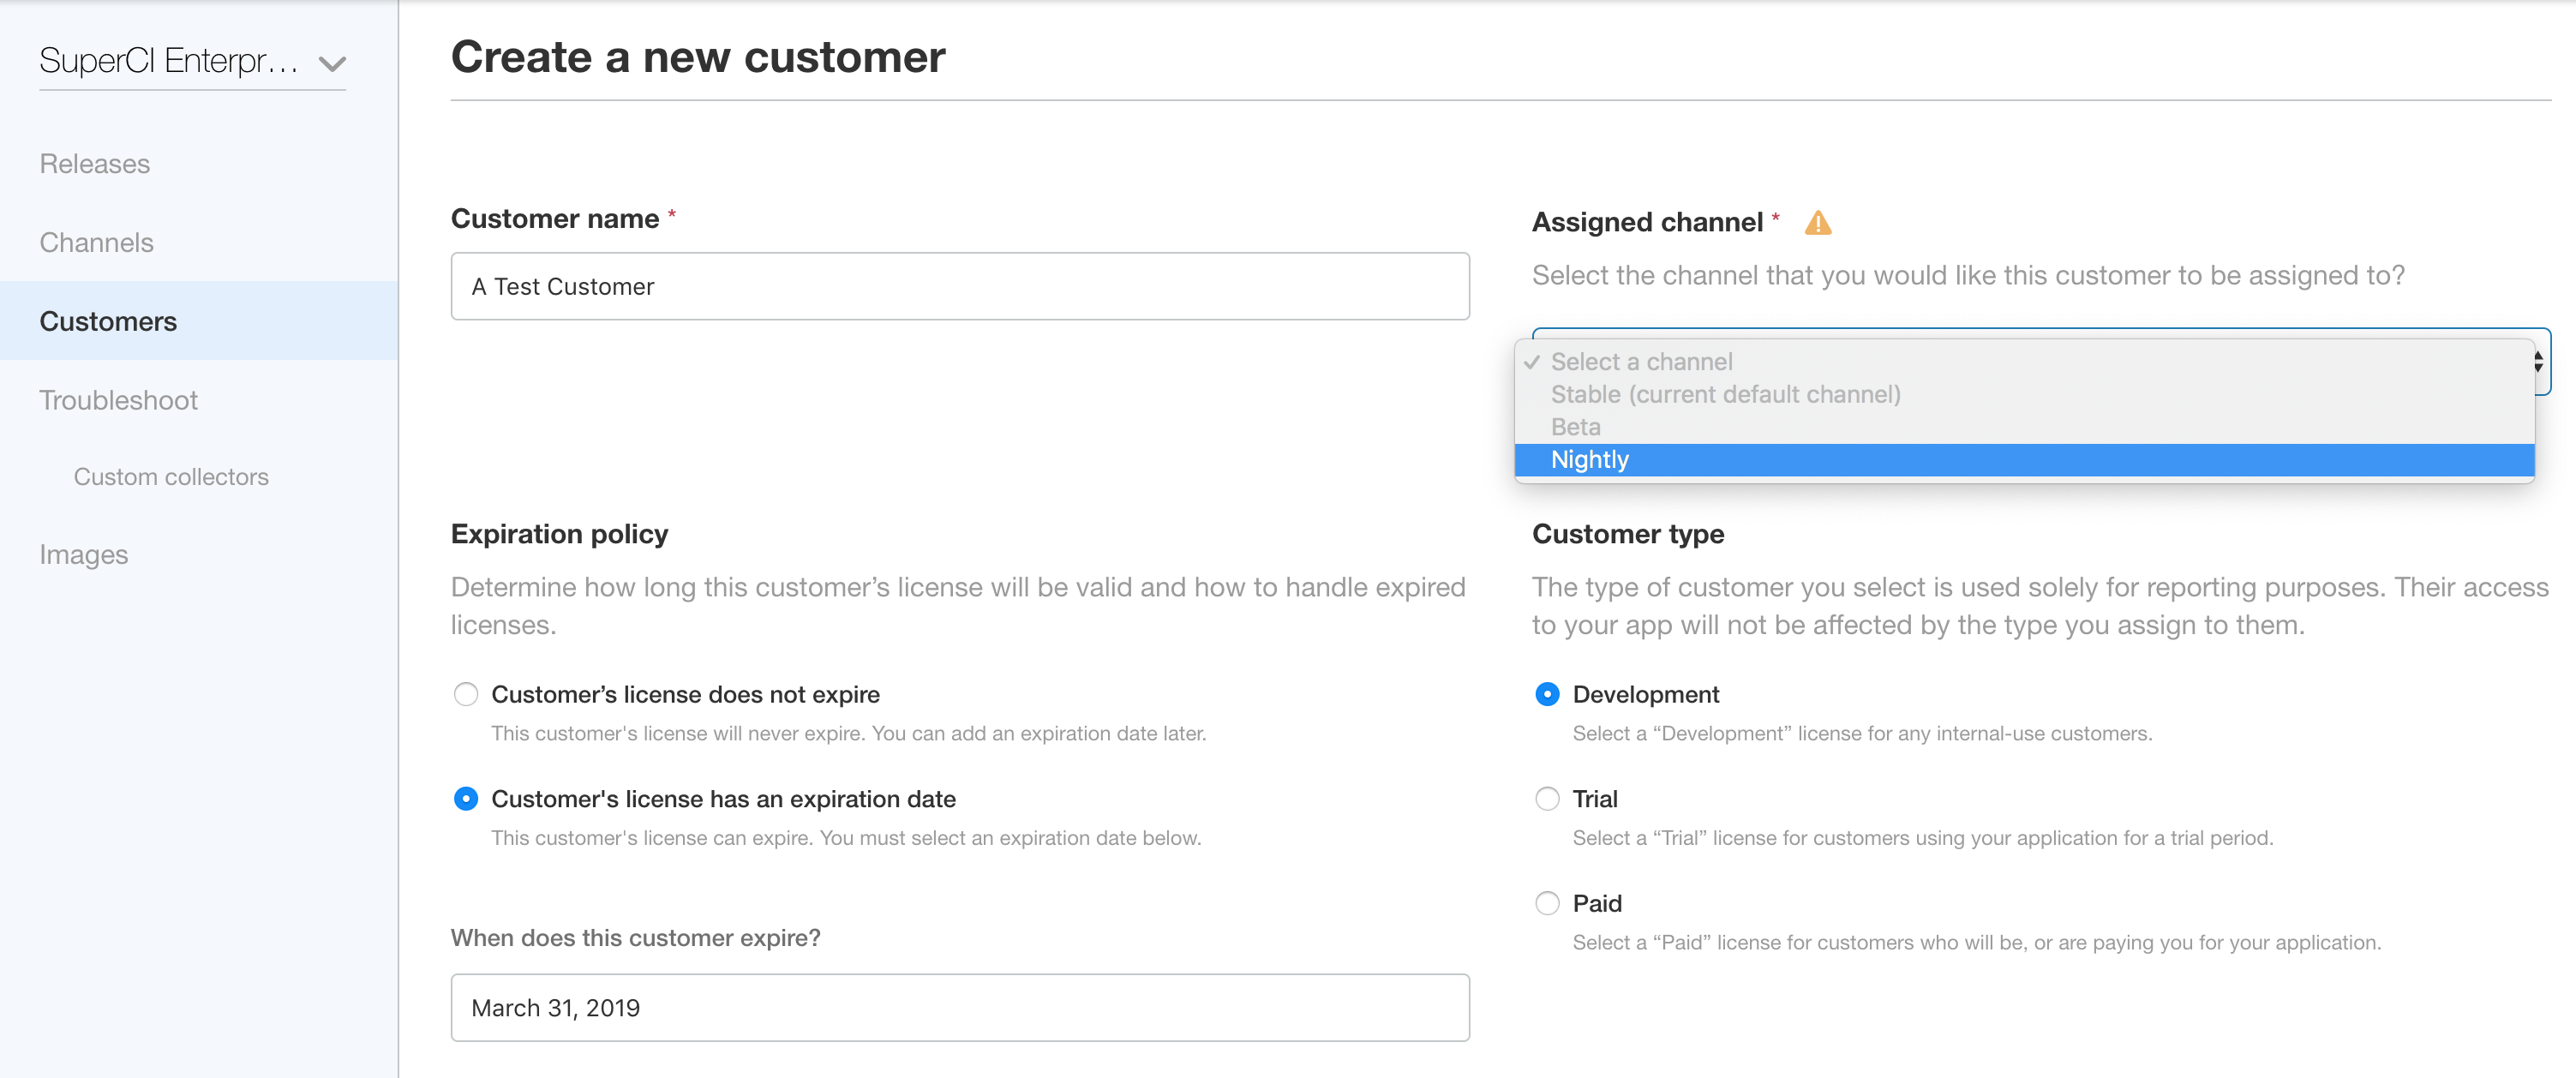 SuperCI Enterpr...
Releases
Channels
Customers
Troubleshoot
Custom collectors
Images
Create a new customer
Customer name *
A Test Customer
Assigned channel *
Select the channel that you would like this customer to be assigned to?
✓ Select a channel
Stable (current default channel)
Beta
Nightly
Expiration policy
Determine how long this customer’s license will be valid and how to handle expired
licenses.
Customer’s license does not expire
This customer's license will never expire. You can add an expiration date later.
Customer's license has an expiration date
This customer's license can expire. You must select an expiration date below.
When does this customer expire?
March 31, 2019
Customer type
The type of customer you select is used solely for reporting purposes. Their access
to your app will not be affected by the type you assign to them.
Development
Select a “Development” license for any internal-use customers.
Trial
Select a “Trial” license for customers using your application for a trial period.
Paid
Select a “Paid” license for customers who will be, or are paying you for your application.